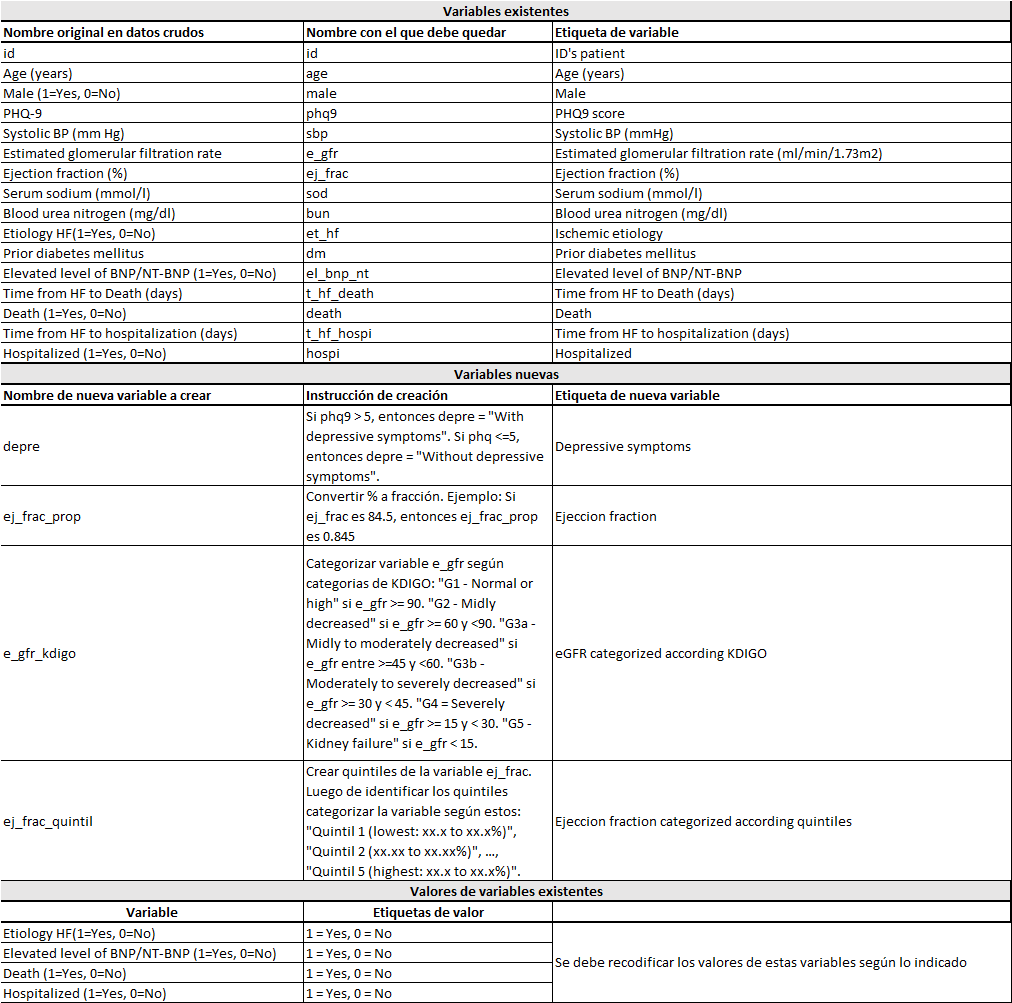 Variables existentes
Nombre original en datos crudos Nombre con el que debe quedar Etiqueta de variable
id id ID's patient
Age (years) age Age (years)
Male (1=Yes, 0=No) male Male
PHQ-9 phq9 PHQ9 score
Systolic BP (mm Hg) sbp Systolic BP (mmHg)
Estimated glomerular filtration rate e_gfr Estimated glomerular filtration rate (ml/min/1.73m2)
Ejection fraction (%) ej_frac Ejection fraction (%)
Serum sodium (mmol/l) sod Serum sodium (mmol/l)
Blood urea nitrogen (mg/dl) bun Blood urea nitrogen (mg/dl)
Etiology HF(1=Yes, 0=No) et_hf Ischemic etiology
Prior diabetes mellitus dm Prior diabetes mellitus
Elevated level of BNP/NT-BNP (1=Yes, 0=No) el_bnp_nt Elevated level of BNP/NT-BNP
Time from HF to Death (days) t_hf_death Time from HF to Death (days)
Death (1=Yes, 0=No) death Death
Time from HF to hospitalization (days) t_hf_hospi Time from HF to hospitalization (days)
Hospitalized (1=Yes, 0=No) hospi Hospitalized
Variables nuevas
Nombre de nueva variable a crear Instrucción de creación Etiqueta de nueva variable
depre
Si phq9 > 5, entonces depre = "With
depressive symptoms". Si phq <=5,
entonces depre = "Without depressive
symptoms".
Depressive symptoms
ej_frac_prop
Convertir % a fracción. Ejemplo: Si
ej_frac es 84.5, entonces ej_frac_prop
es 0.845
Ejeccion fraction
e_gfr_kdigo
Categorizar variable e_gfr según
categorias de KDIGO: "G1 - Normal or
high" si e_gfr >= 90. "G2 - Midly
decreased" si e_gfr >= 60 y <90. "G3a -
Midly to moderately decreased" si
e_gfr entre >=45 y <60. "G3b -
Moderately to severely decreased" si
e_gfr >= 30 y < 45. "G4 = Severely
decreased" si e_gfr >= 15 y < 30. "G5 -
Kidney failure" si e_gfr < 15.
eGFR categorized according KDIGO
ej_frac_quintil
Crear quintiles de la variable ej_frac.
Luego de identificar los quintiles
categorizar la variable según estos:
"Quintil 1 (lowest: xx.x to xx.x%)",
"Quintil 2 (xx.xx to xx.xx%)", ...,
"Quintil 5 (highest: xx.x to xx.x%)".
Ejeccion fraction categorized according quintiles
Valores de variables existentes
Variable Etiquetas de valor
Etiology HF(1=Yes, 0=No) 1 = Yes, 0 = No
Elevated level of BNP/NT-BNP (1=Yes, 0=No) 1 = Yes, 0 = No
Death (1=Yes, 0=No) 1 = Yes, 0 = No
Hospitalized (1=Yes, 0=No) 1 = Yes, 0 = No
Se debe recodificar los valores de estas variables según lo indicado